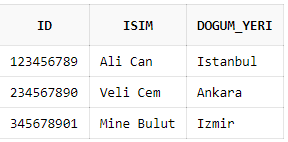 ID ISIM DOGUM_YERI
123456789 Ali Can Istanbul
234567890 Veli Cem Ankara
345678901 Mine Bulut Izmir